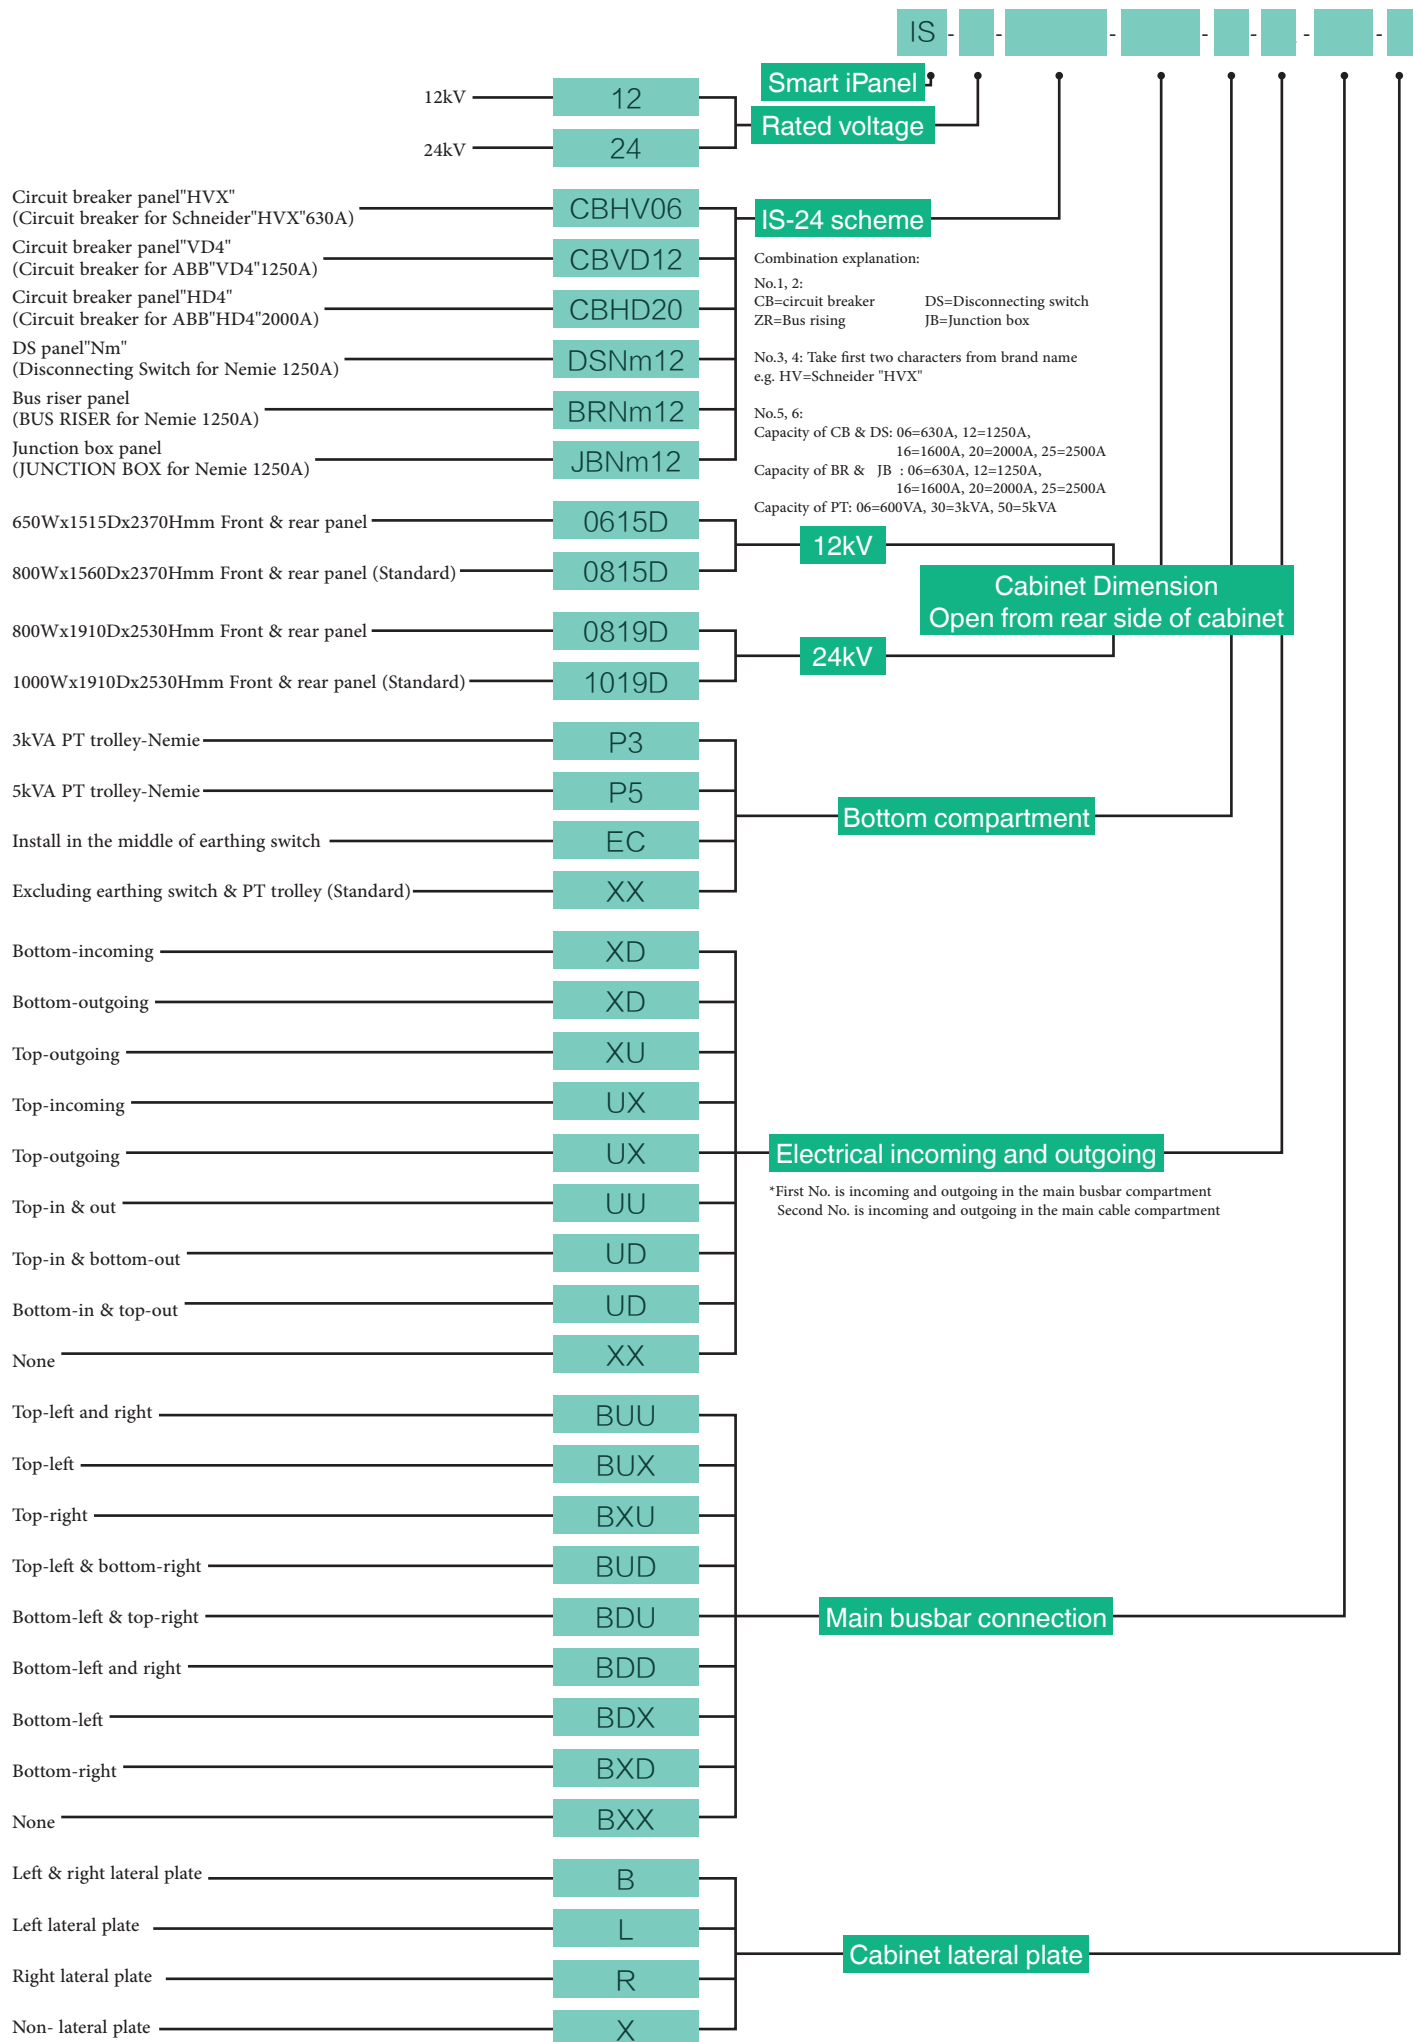 IS - - - - - - -
Smart iPanel
12kV 12
Rated voltage
24kV 24
Circuit breaker panel"HVX"
(Circuit breaker for Schneider"HVX"630A)
CBHV06
IS-24 scheme
Circuit breaker panel"VD4"
(Circuit breaker for ABB"VD4"1250A)
CBVD12
Circuit breaker panel"HD4"
(Circuit breaker for ABB"HD4"2000A)
CBHD20
DS panel"Nm"
(Disconnecting Switch for Nemie 1250A)
DSNm12
Bus riser panel
(BUS RISER for Nemie 1250A)
BRNm12
Junction box panel
(JUNCTION BOX for Nemie 1250A)
JBNm12
Combination explanation:
No.1, 2:
CB=circuit breaker DS=Disconnecting switch
ZR=Bus rising JB=Junction box
No.3, 4: Take first two characters from brand name
e.g. HV=Schneider "HVX"
No.5, 6:
Capacity of CB & DS: 06=630A, 12=1250A,
16=1600A, 20=2000A, 25=2500A
Capacity of BR & JB : 06=630A, 12=1250A,
16=1600A, 20=2000A, 25=2500A
Capacity of PT: 06=600VA, 30=3kVA, 50=5kVA
650Wx1515Dx2370Hmm Front & rear panel 0615D
12kV
800Wx1560Dx2370Hmm Front & rear panel (Standard) 0815D
Cabinet Dimension
Open from rear side of cabinet
800Wx1910Dx2530Hmm Front & rear panel 0819D
24kV
1000Wx1910Dx2530Hmm Front & rear panel (Standard) 1019D
3kVA PT trolley-Nemie P3
5kVA PT trolley-Nemie P5
Bottom compartment
Install in the middle of earthing switch EC
Excluding earthing switch & PT trolley (Standard) XX
Bottom-incoming XD
Bottom-outgoing XD
Top-outgoing XU
Top-incoming UX
Top-outgoing UX
Electrical incoming and outgoing
*First No. is incoming and outgoing in the main busbar compartment
Second No. is incoming and outgoing in the main cable compartment
Top-in & out UU
Top-in & bottom-out UD
Bottom-in & top-out UD
None XX
Top-left and right BUU
Top-left BUX
Top-right BXU
Top-left & bottom-right BUD
Bottom-left & top-right BDU
Main busbar connection
Bottom-left and right BDD
Bottom-left BDX
Bottom-right BXD
None BXX
Left & right lateral plate B
Left lateral plate L
Cabinet lateral plate
Right lateral plate R
Non- lateral plate X